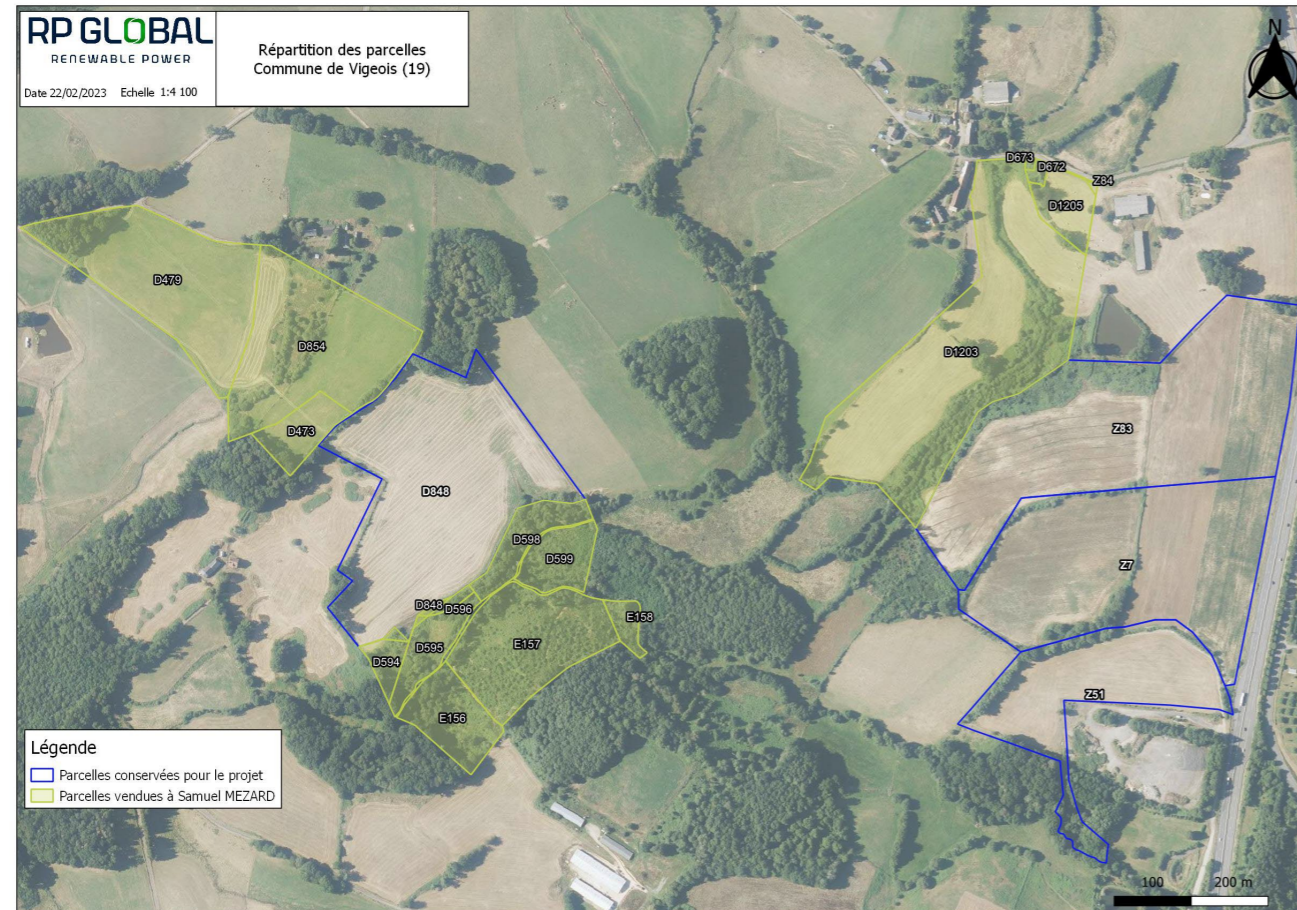 RP GLOBAL
RENEWABLE POWER
Date 22/02/2023 Echelle 1:4 100
Répartition des parcelles
Commune de Vigeois (19)
N
D673
D672
Z84
D1205
D479
D854
D1203
D473
Z83
D848
D598
D599
Z7
D848
D596
E158
D595
E157
D594
Z51
E156
Légende
Parcelles conservées pour le projet
Parcelles vendues à Samuel MEZARD
100 200 m